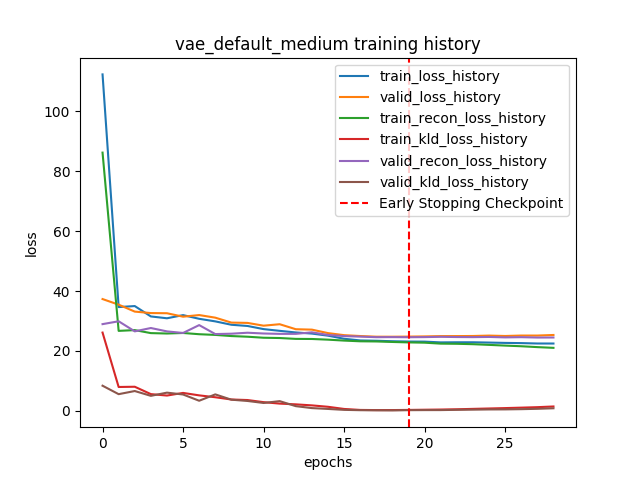 vae_default_medium training history
train_loss_history
valid_loss_history
train_recon_loss_history
train_kld_loss_history
valid_recon_loss_history
valid_kld_loss_history
Early Stopping Checkpoint
100
80
60
40
20
0
loss
0 5 10 15 20 25
epochs